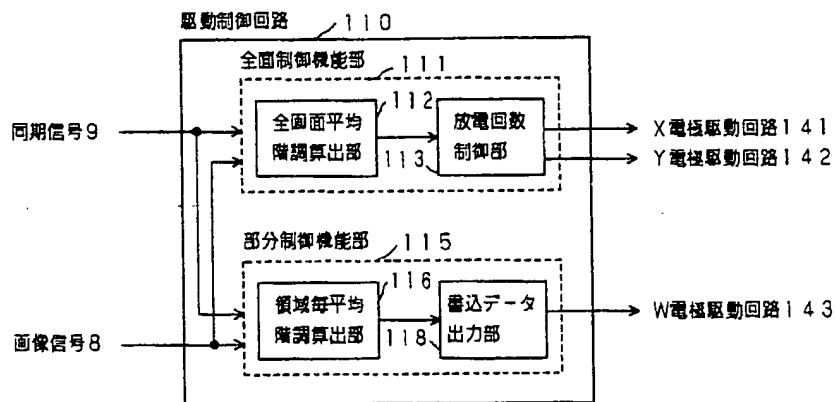 駆動制御回路 110
全面制御機能部 111
全画面平均
階調算出部
112
放電回数
制御部
113
同期信号9
X電極駆動回路141
Y電極駆動回路142
部分制御機能部 115
領域毎平均
階調算出部
116
書込データ
出力部
118
画像信号8
W電極駆動回路143